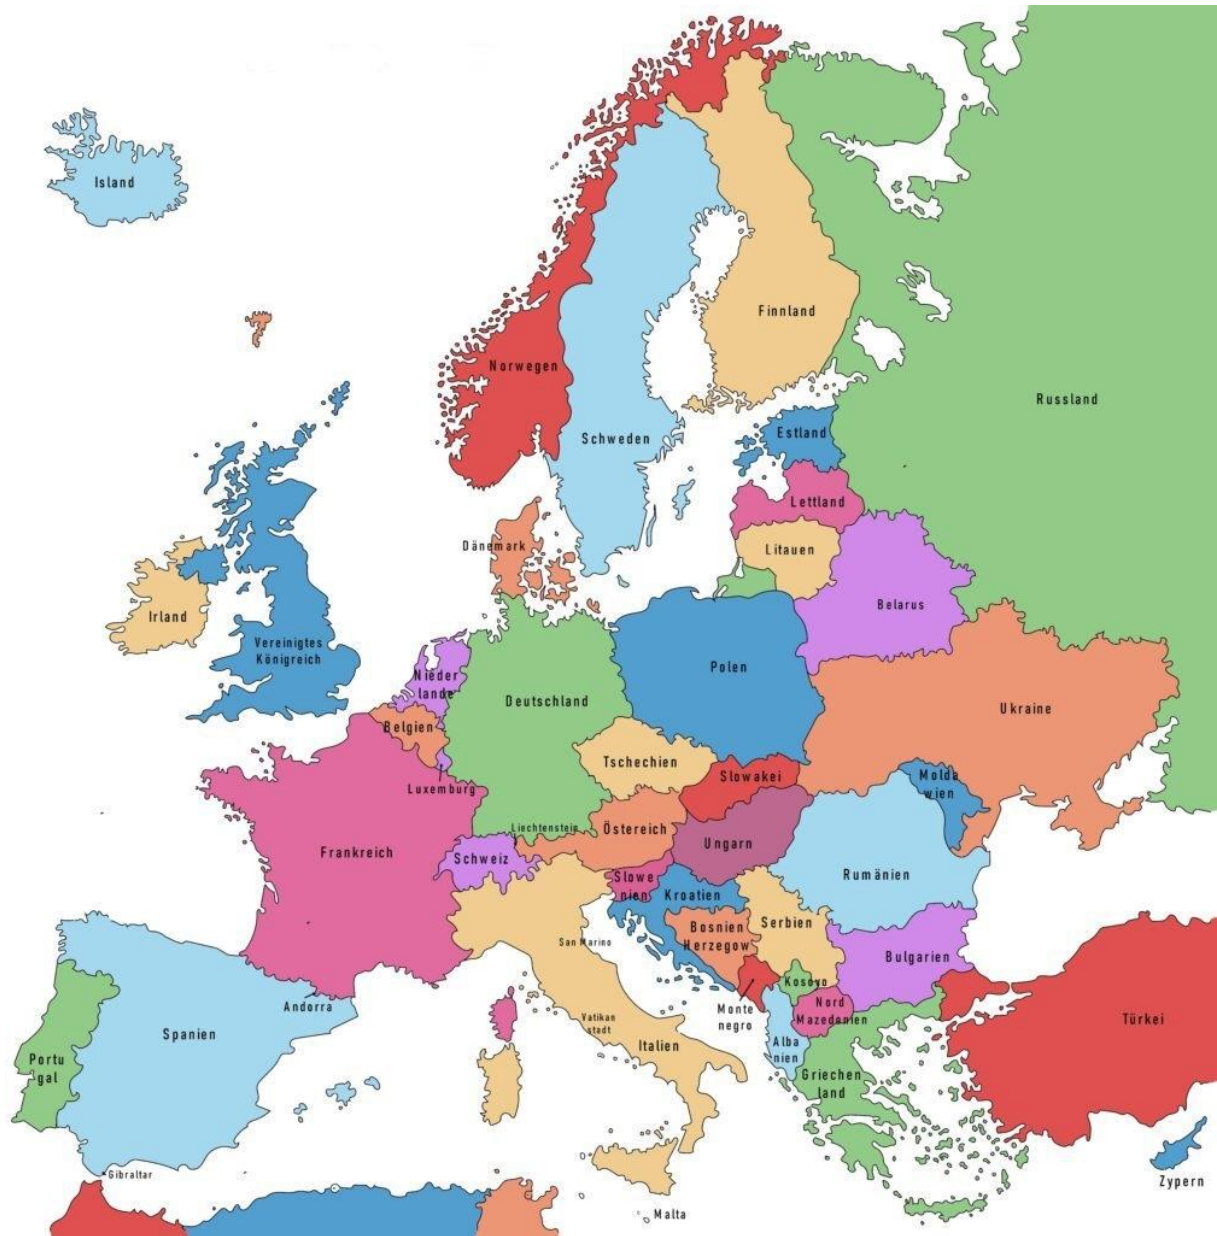 Island
Finnland
Norwegen
Russland
Schweden
Estland
Lettland
Dänemark
Litauen
Belarus
Irland
Vereinigtes
Königreich
Polen
Nieder
lande
Deutschland
Ukraine
Belgien
Tschechien
Slowakei
Molda
wien
Luxemburg
Liechtenstein
Österreich
Ungarn
Frankreich
Schweiz
Slowe
nien
Rumänien
Kroatien
Serbien
Bosnien
Herzegow
San Marino
Bulgarien
Kosovo
Andorra
Monte
negro
Nord
Mazedonien
Vatikan
stadt
Türkei
Spanien
Italien
Alba
nien
Portu
gal
Griechen
land
Gibraltar
Zypern
Malta